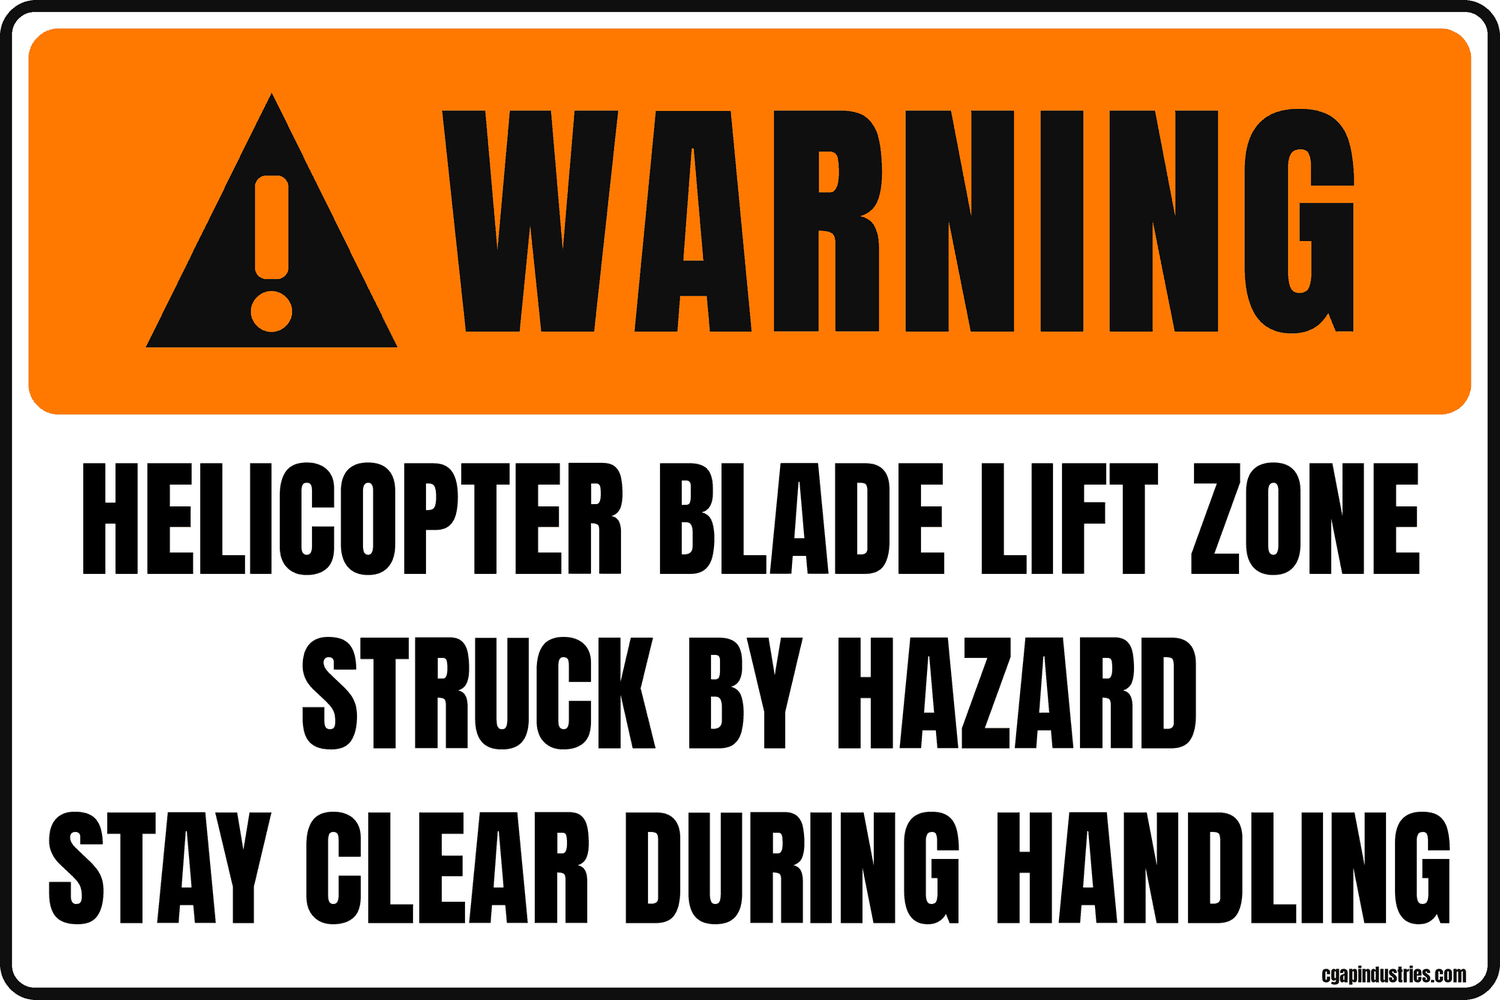 WARNING
HELICOPTER BLADE LIFT ZONE
STRUCK BY HAZARD
STAY CLEAR DURING HANDLING
cgapindustries.com